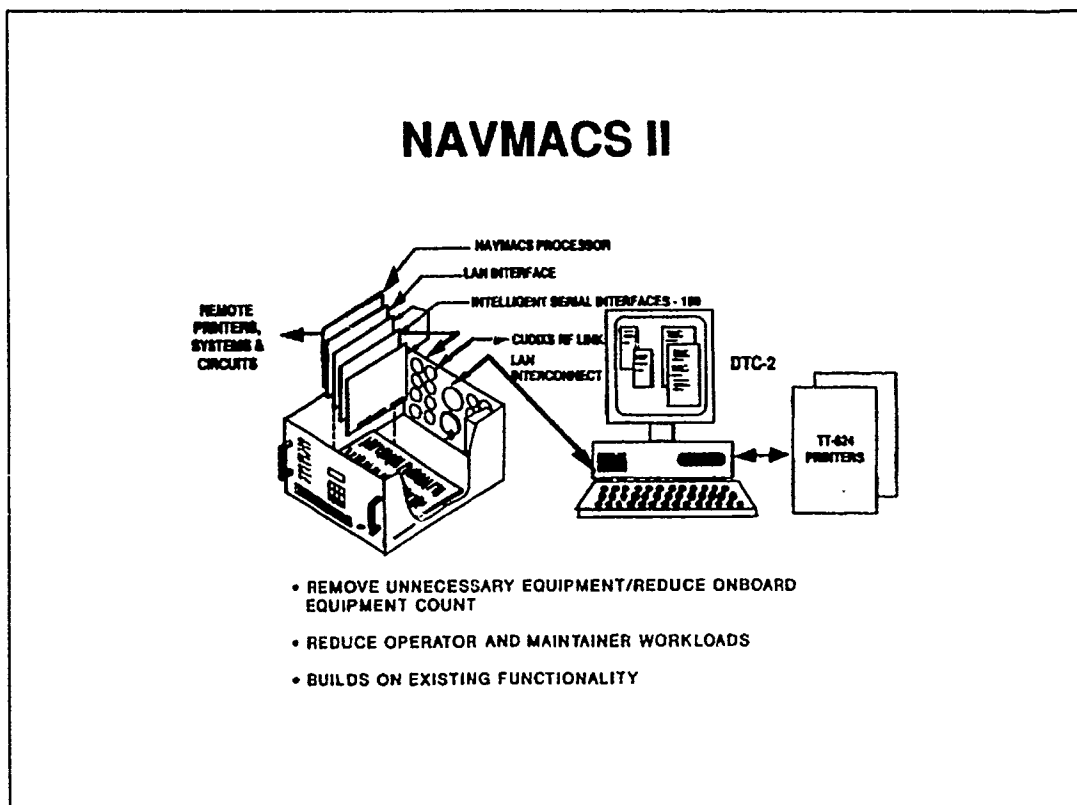 NAVMACS II
NAVMACS PROCESSOR
LAN INTERFACE
INTELLIGENT SERIAL INTERFACES -
CUDIXS RF LINK
LAN
INTERCONNECT
REMOTE
PRINTERS,
SYSTEMS &
CIRCUITS
DTC-2
TT-624
PRINTERS
• REMOVE UNNECESSARY EQUIPMENT/REDUCE ONBOARD
EQUIPMENT COUNT
• REDUCE OPERATOR AND MAINTAINER WORKLOADS
• BUILDS ON EXISTING FUNCTIONALITY